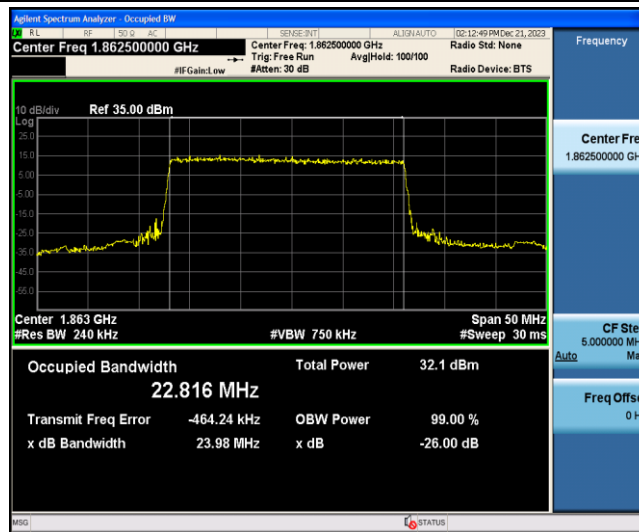 Agilent Spectrum Analyzer - Occupied BW
RL RF 50 Ω AC SENSE:INT ALIGNAUTO 02:12:49 PM Dec 21, 2023
Center Freq 1.862500000 GHz
Center Freq: 1.862500000 GHz Radio Std: None
Trig: Free Run Avg|Hold: 100/100
#IFGain:Low #Atten: 30 dB Radio Device: BTS
Frequency
10 dB/div Ref 35.00 dBm
Log
25.0
15.0
5.00
-5.00
-15.0
-25.0
-35.0
-45.0
-55.0
Center Fre
1.862500000 GH
Center 1.863 GHz Span 50 MHz
#Res BW 240 kHz #VBW 750 kHz #Sweep 30 ms
CF Ste
5.000000 MH
Auto Ma
Occupied Bandwidth Total Power 32.1 dBm
22.816 MHz
Transmit Freq Error -464.24 kHz OBW Power 99.00 %
x dB Bandwidth 23.98 MHz x dB -26.00 dB
Freq Offs
0 H
MSG STATUS